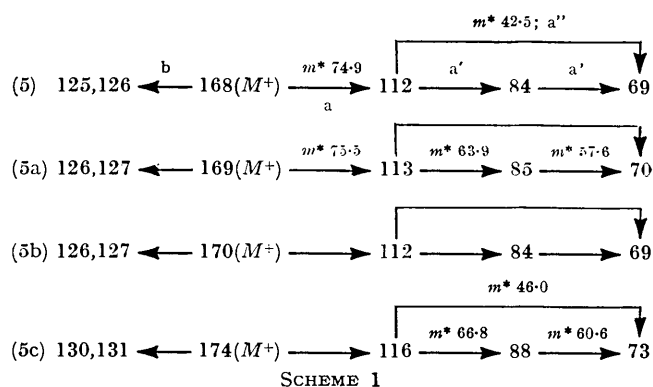 m* 42·5; a"
(5) 125,126 b 168(M+) m* 74·9 a 112 a' 84 a' 69
(5a) 126,127 169(M+) m* 75·5 113 m* 63·9 85 m* 57·6 70
(5b) 126,127 170(M+) 112 84 69
m* 46·0
(5c) 130,131 174(M+) 116 m* 66·8 88 m* 60·6 73
SCHEME 1